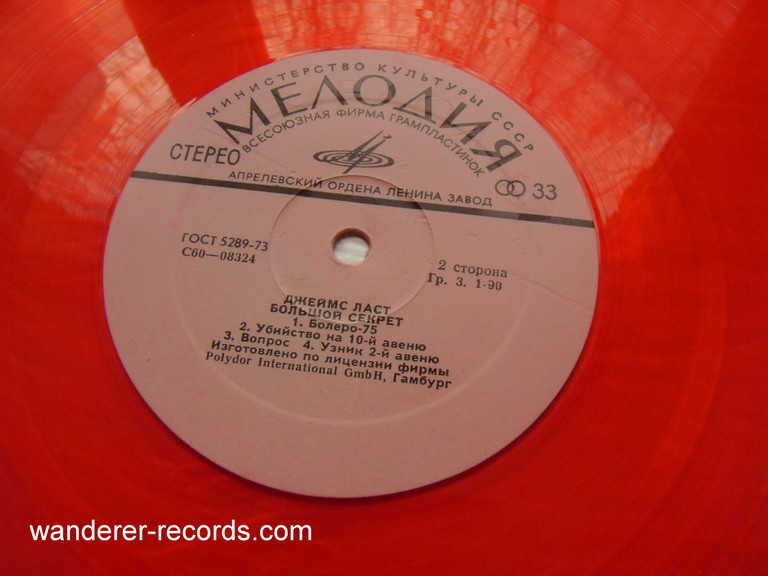 МИНИСТЕРСТВО КУЛЬТУРЫ СССР
МЕЛОДИЯ
ВСЕСОЮЗНАЯ ФИРМА ГРАМПЛАСТИНОК
СТЕРЕО
33
АПРЕЛЕВСКИЙ ОРДЕНА ЛЕНИНА ЗАВОД
ГОСТ 5289-73
С60—08324
2 сторона
Гр. 3. 1-90
ДЖЕЙМС ЛАСТ
БОЛЬШОЙ СЕКРЕТ
1. Болеро-75
2. Убийство на 10-й авеню
3. Вопрос 4. Узник 2-й авеню
Изготовлено по лицензии фирмы
Polydor International GmbH, Гамбург
wanderer-records.com